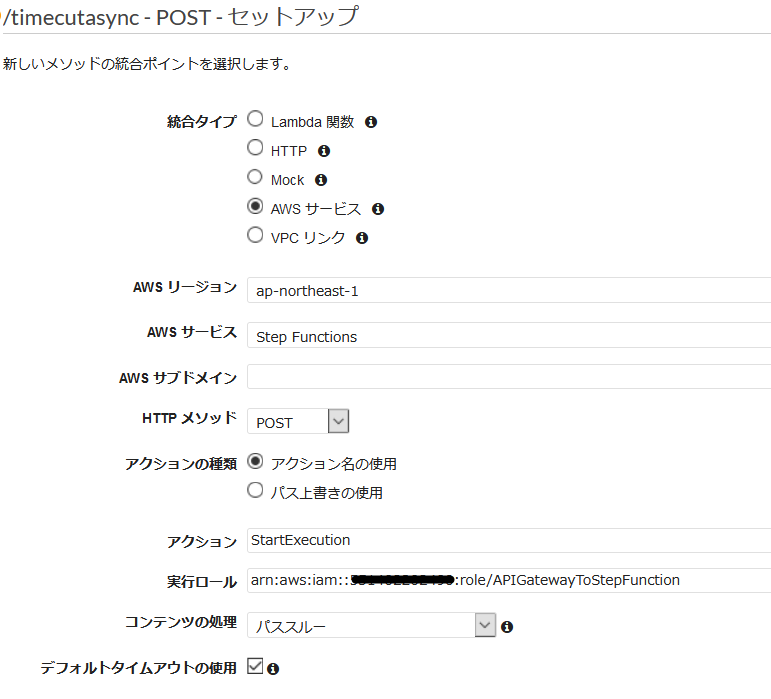 /timecutasync - POST - セットアップ
新しいメソッドの統合ポイントを選択します。
統合タイプ Lambda 関数
HTTP
Mock
AWS サービス
VPC リンク
AWS リージョン ap-northeast-1
AWS サービス Step Functions
AWS サブドメイン
HTTP メソッド POST
アクションの種類 アクション名の使用
パス上書きの使用
アクション StartExecution
実行ロール arn:aws:iam:: :role/APIGatewayToStepFunction
コンテンツの処理 パススルー
デフォルトタイムアウトの使用